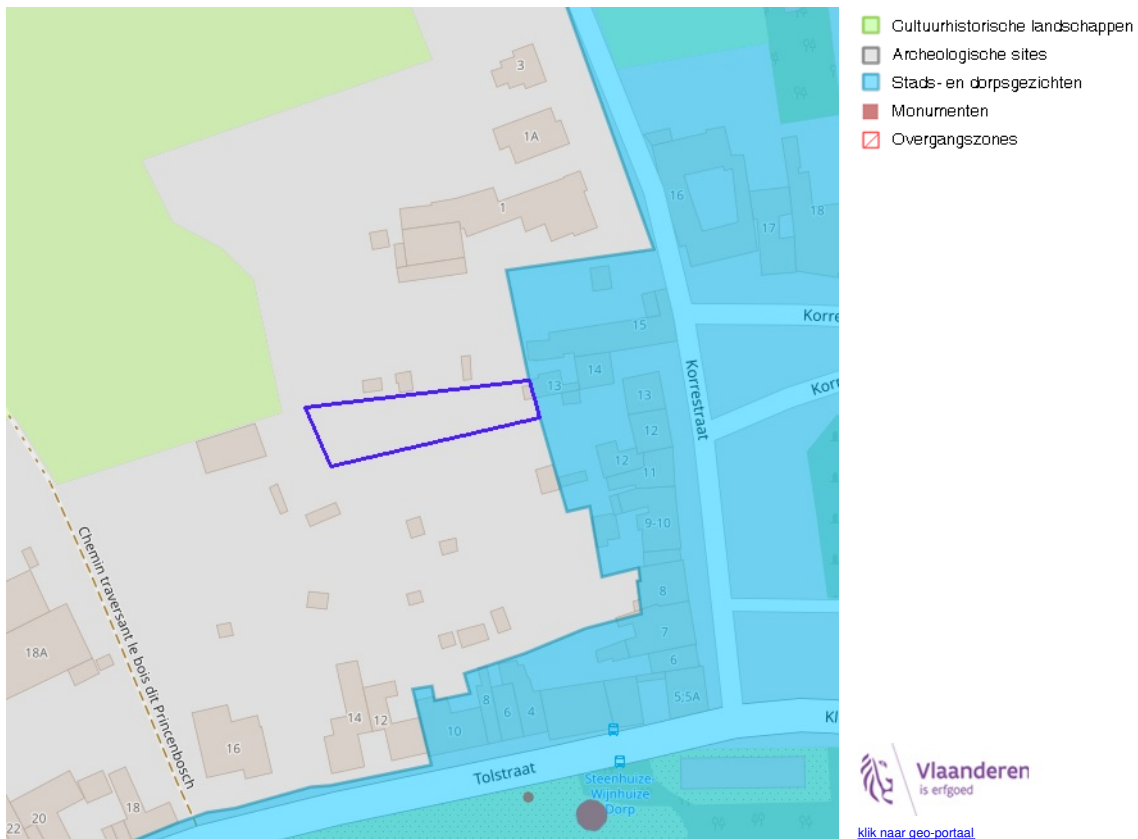 Cultuurhistorische landschappen
Archeologische sites
Stads- en dorpsgezichten
Monumenten
Overgangszones
3
1A
1
16
17
18
Korre
15
13
14
13
Korrestraat
Korr
12
12
11
9-10
8
7
6
5;5A
Chemin traversant le bois dit Princenbosch
18A
14
12
10
8
6
4
16
Kl
Tolstraat
Steenhuize-
Wijnhuize
Dorp
18
20
22
Vlaanderen
is erfgoed
klik naar geo-portaal